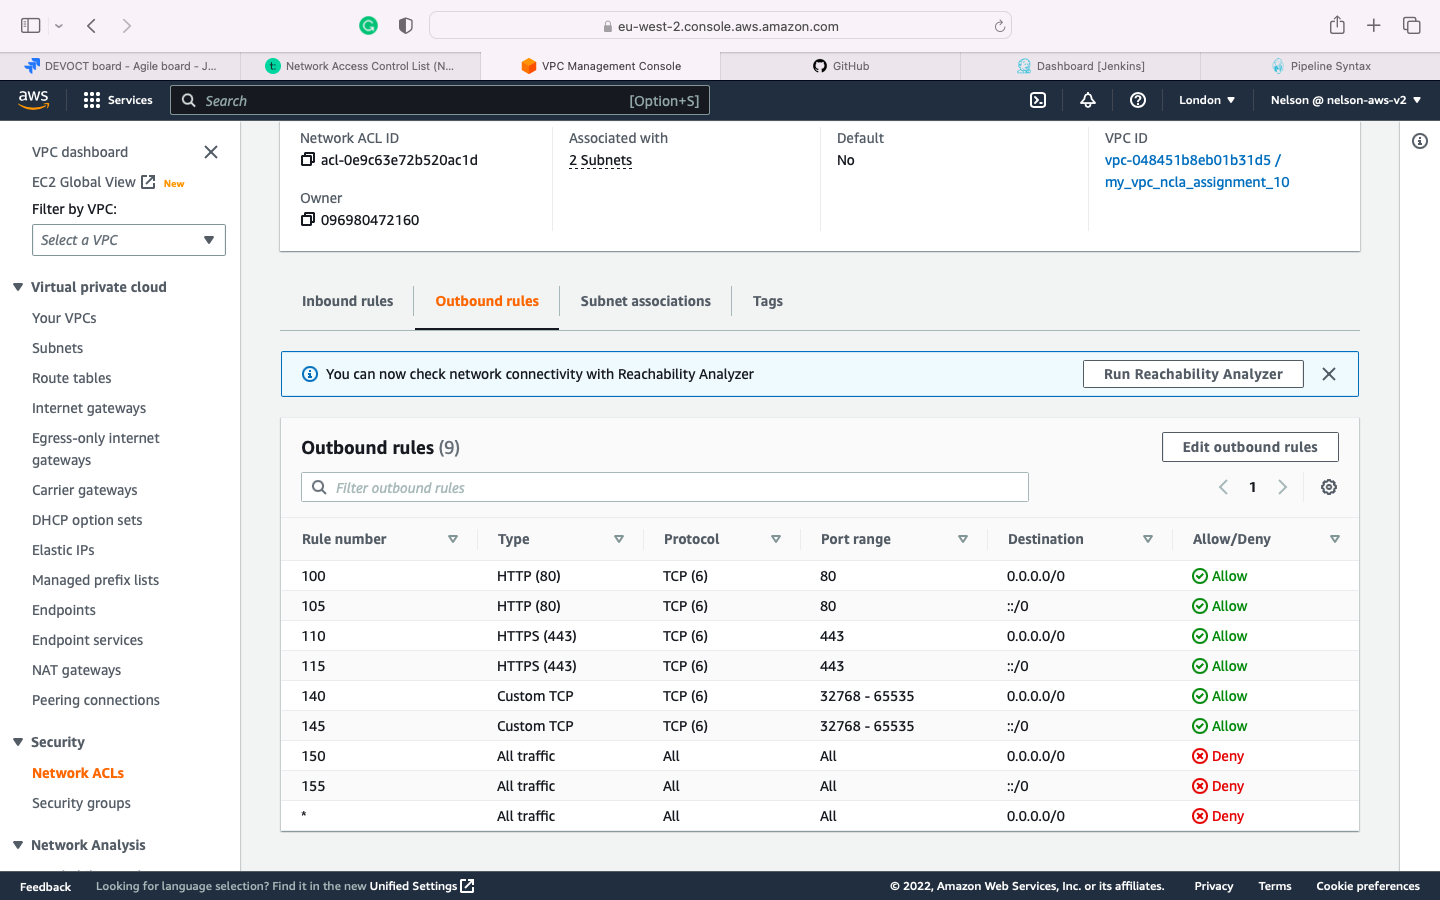 eu-west-2.console.aws.amazon.com
DEVOCT board - Agile board - J...
Network Access Control List (N...
VPC Management Console
GitHub
Dashboard [Jenkins]
Pipeline Syntax
aws
Services
Search
[Option+S]
London
Nelson @ nelson-aws-v2
VPC dashboard
EC2 Global View New
Filter by VPC:
Select a VPC
Virtual private cloud
Your VPCs
Subnets
Route tables
Internet gateways
Egress-only internet
gateways
Carrier gateways
DHCP option sets
Elastic IPs
Managed prefix lists
Endpoints
Endpoint services
NAT gateways
Peering connections
Security
Network ACLs
Security groups
Network Analysis
Network ACL ID
acl-0e9c63e72b520ac1d
Associated with
2 Subnets
Default
No
VPC ID
vpc-048451b8eb01b31d5 /
my_vpc_ncla_assignment_10
Owner
096980472160
Inbound rules
Outbound rules
Subnet associations
Tags
You can now check network connectivity with Reachability Analyzer
Run Reachability Analyzer
Outbound rules (9)
Edit outbound rules
Filter outbound rules
1
Rule number Type Protocol Port range Destination Allow/Deny
100 HTTP (80) TCP (6) 80 0.0.0.0/0 Allow
105 HTTP (80) TCP (6) 80 ::/0 Allow
110 HTTPS (443) TCP (6) 443 0.0.0.0/0 Allow
115 HTTPS (443) TCP (6) 443 ::/0 Allow
140 Custom TCP TCP (6) 32768 - 65535 0.0.0.0/0 Allow
145 Custom TCP TCP (6) 32768 - 65535 ::/0 Allow
150 All traffic All All 0.0.0.0/0 Deny
155 All traffic All All ::/0 Deny
* All traffic All All 0.0.0.0/0 Deny
Feedback
Looking for language selection? Find it in the new Unified Settings
© 2022, Amazon Web Services, Inc. or its affiliates.
Privacy
Terms
Cookie preferences